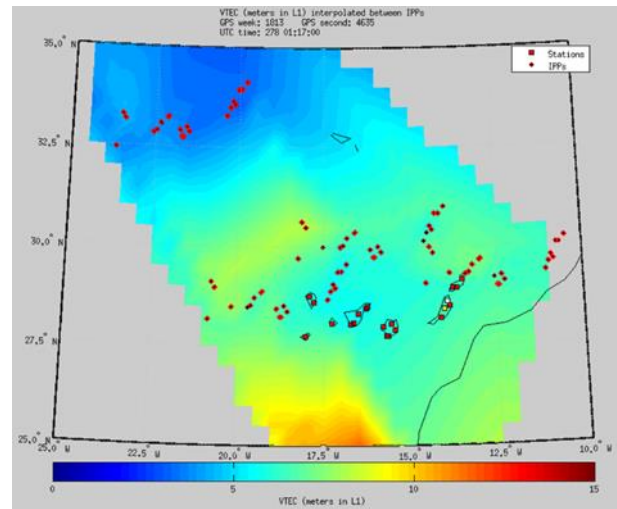 VTEC (meters in L1) interpolated between IPPs
GPS week: 1813 GPS second: 4635
UTC time: 278 01:17:00
35.0° N
Stations
IPPs
32.5° N
30.0° N
27.5° N
25.0° N
25.0° W
22.5° W
20.0° W
17.5° W
15.0° W
12.5° W
10.0° W
0
5
10
15
VTEC (meters in L1)